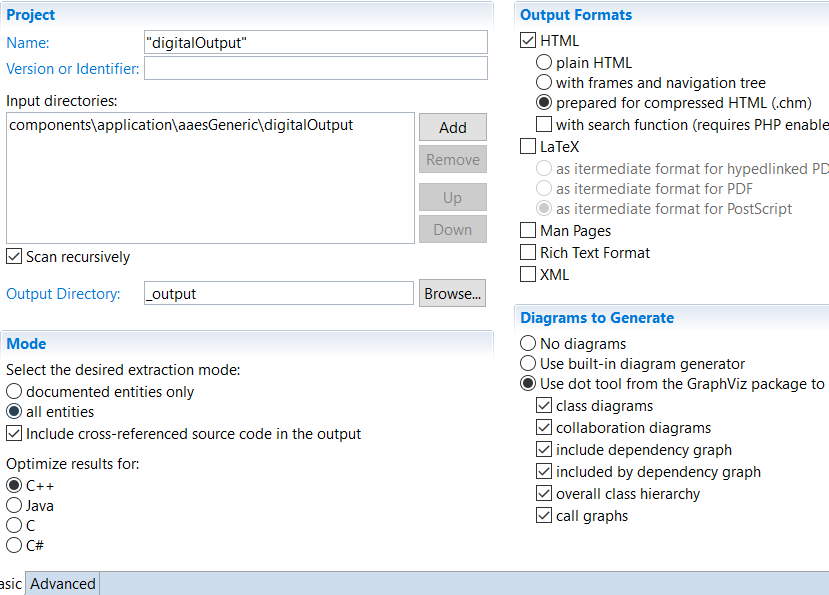 Project
Name:
"digitalOutput"
Version or Identifier:
Input directories:
components\application\aaesGeneric\digitalOutput
Add
Remove
Up
Down
Scan recursively
Output Directory:
_output
Browse...
Mode
Select the desired extraction mode:
documented entities only
all entities
Include cross-referenced source code in the output
Optimize results for:
C++
Java
C
C#
Output Formats
HTML
plain HTML
with frames and navigation tree
prepared for compressed HTML (.chm)
with search function (requires PHP enable
LaTeX
as itermediate format for hypedlinked PD
as itermediate format for PDF
as itermediate format for PostScript
Man Pages
Rich Text Format
XML
Diagrams to Generate
No diagrams
Use built-in diagram generator
Use dot tool from the GraphViz package to
class diagrams
collaboration diagrams
include dependency graph
included by dependency graph
overall class hierarchy
call graphs
asic
Advanced